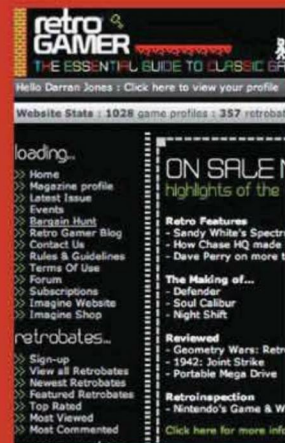 retro
GAMER
THE ESSENTIAL GUIDE TO CLASSIC
Hello Darran Jones : Click here to view your profile
Website Stats : 1028 game profiles : 357 retrobat
loading...
>> Home
>> Magazine profile
>> Latest Issue
>> Events
>> Bargain Hunt
>> Retro Gamer Blog
>> Contact Us
>> Rules & Guidelines
>> Terms Of Use
>> Forum
>> Subscriptions
>> Imagine Website
>> Imagine Shop
retrobates...
>> Sign-up
>> View all Retrobates
>> Newest Retrobates
>> Featured Retrobates
>> Top Rated
>> Most Viewed
>> Most Commented
ON SALE
highlights of the
Retro Features
- Sandy White's Spectr
- How Chase HQ made
- Dave Perry on more t
The Making of...
- Defender
- Soul Calibur
- Night Shift
Reviewed
- Geometry Wars: Retr
- 1942: Joint Strike
- Portable Mega Drive
Retroinspection
- Nintendo's Game & W
Click here for more info